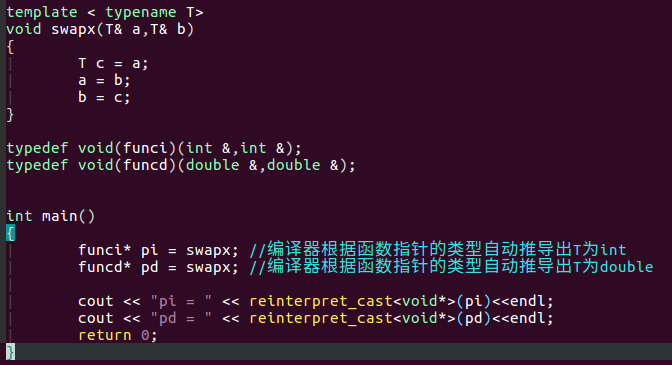 template < typename T>
void swapx(T& a,T& b)
{
        T c = a;
        a = b;
        b = c;
}
typedef void(funci)(int &,int &);
typedef void(funcd)(double &,double &);
int main()
{
        funci* pi = swapx; //编译器根据函数指针的类型自动推导出T为int
        funcd* pd = swapx; //编译器根据函数指针的类型自动推导出T为double
        cout << "pi = " << reinterpret_cast<void*>(pi)<<endl;
        cout << "pd = " << reinterpret_cast<void*>(pd)<<endl;
        return 0;
}